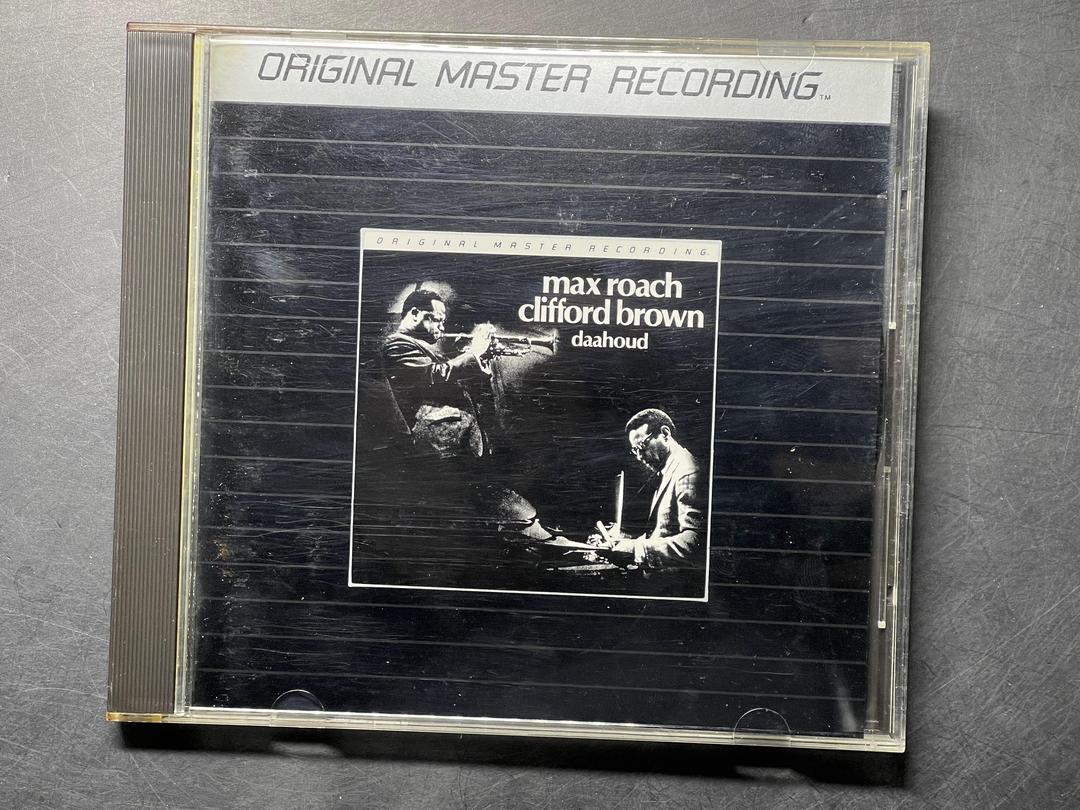 ORIGINAL MASTER RECORDING™
ORIGINAL MASTER RECORDING
max roach
clifford brown
daahoud